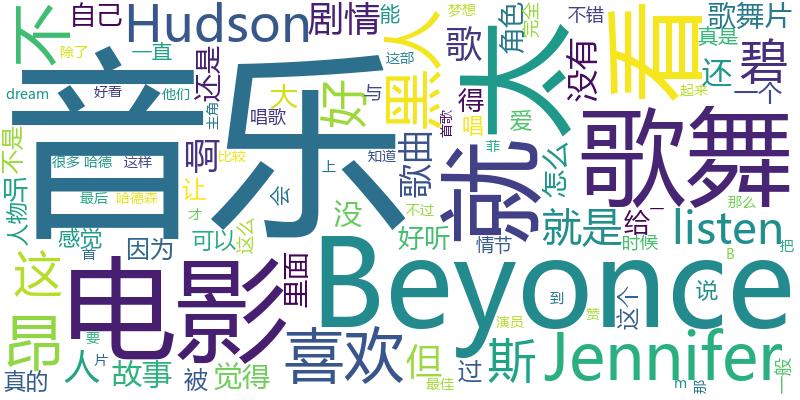 不
自己
Hudson
剧情
能
梦想
完全
不错
歌舞片
除了
一直
黑人
这部
歌
角色
看
真是
dream
好看
他们
还是
大
好
与
得
太
没有
还
碧
一个
音乐
主角
唱歌
首歌
唱
爱
起来
不是
很多
哈德
这样
啊
比较
知道
歌曲
菲
怎么
歌舞
人物
听
最后
哈德森
让
会
上
就
那么
感觉
首
因为
才
可以
这么
没
好听
不过
情节
就是
给
一
时候
listen
把
这
电影
里面
Beyonce
B
到
这个
说
昂
要
人
片
真的
故事
被
觉得
喜欢
但
最佳
过
演员
斯
赞
Jennifer
m
那
一般